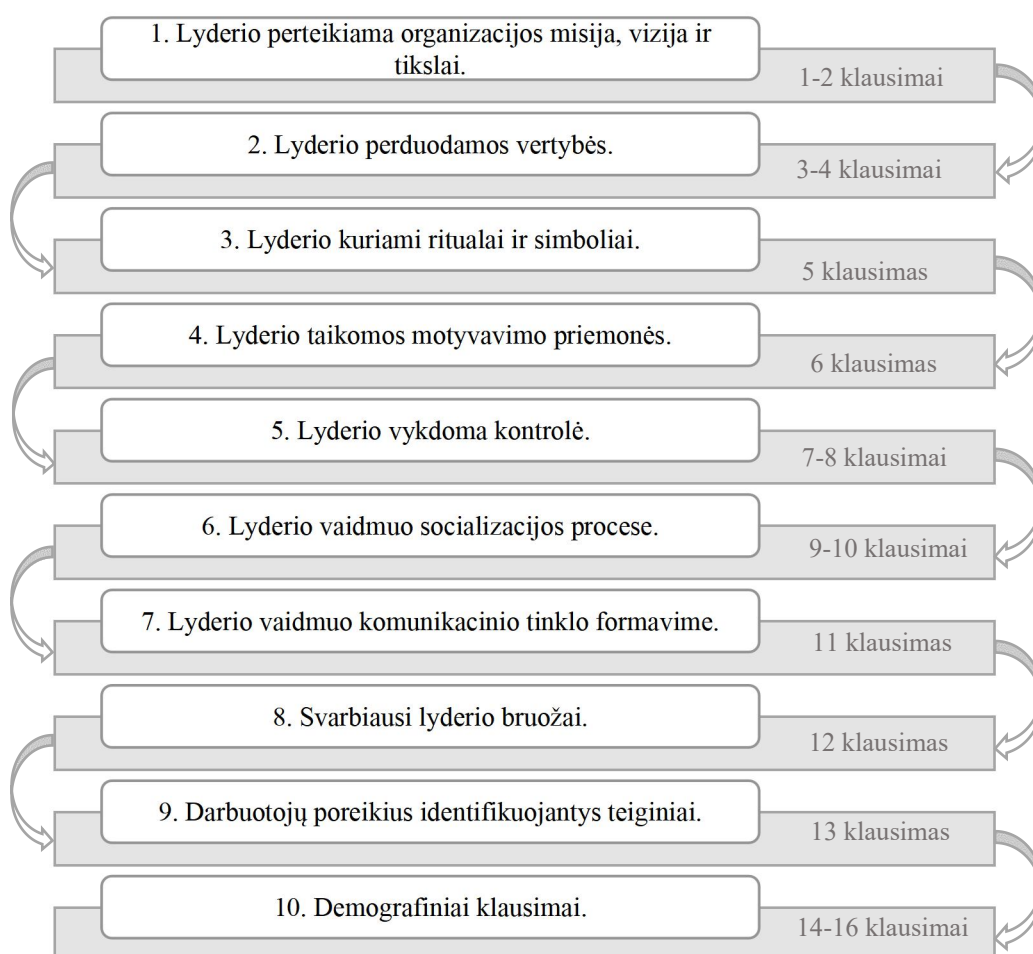 1. Lyderio perteikiama organizacijos misija, vizija ir
tikslai.
1-2 klausimai
2. Lyderio perduodamos vertybės.
3-4 klausimai
3. Lyderio kuriami ritualai ir simboliai.
5 klausimas
4. Lyderio taikomos motyvavimo priemonės.
6 klausimas
5. Lyderio vykdoma kontrolė.
7-8 klausimai
6. Lyderio vaidmuo socializacijos procese.
9-10 klausimai
7. Lyderio vaidmuo komunikacinio tinklo formavime.
11 klausimas
8. Svarbiausi lyderio bruožai.
12 klausimas
9. Darbuotojų poreikius identifikuojantys teiginiai.
13 klausimas
10. Demografiniai klausimai.
14-16 klausimai